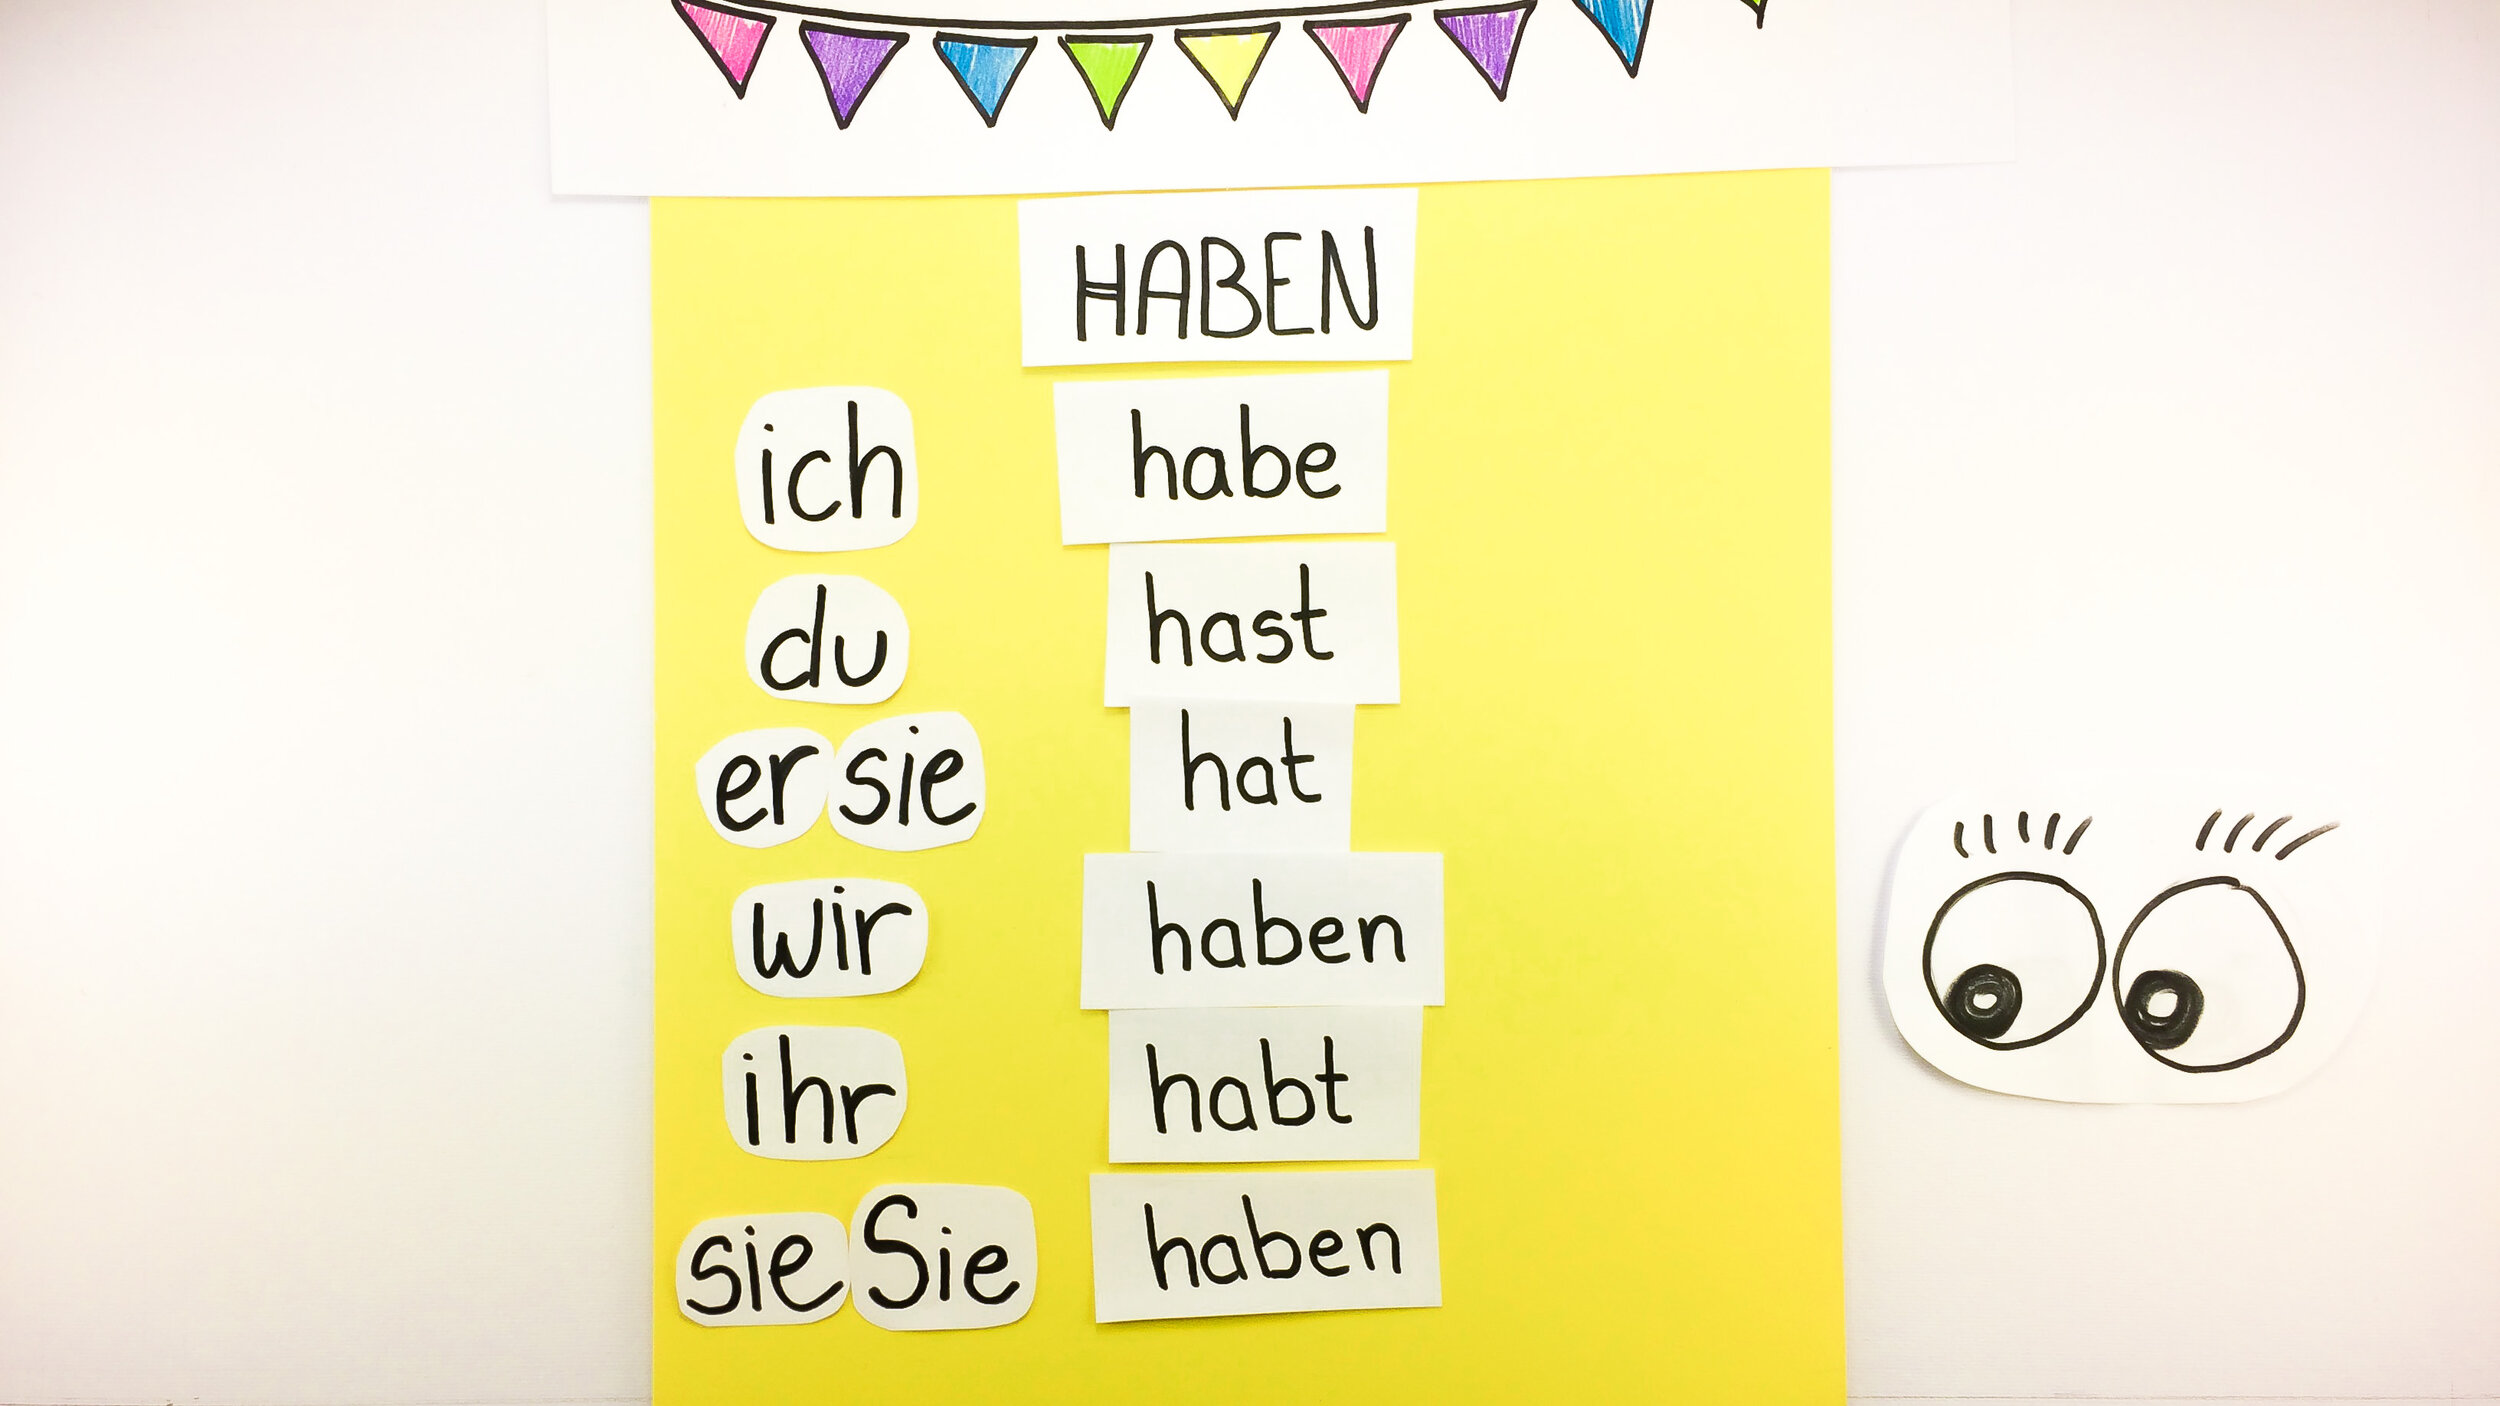 HABEN
ich habe
du hast
er sie hat
wir haben
ihr habt
sie Sie haben